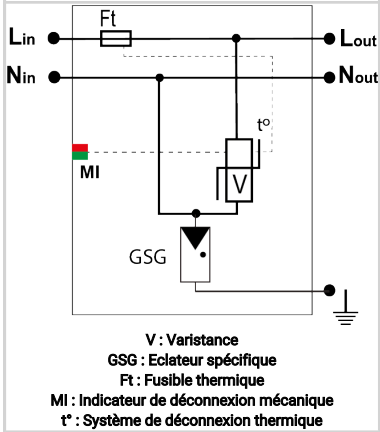 Ft
Lin Lout
Nin Nout
t°
MI
V
GSG
V : Varistance
GSG : Eclateur spécifique
Ft : Fusible thermique
MI : Indicateur de déconnexion mécanique
t° : Système de déconnexion thermique